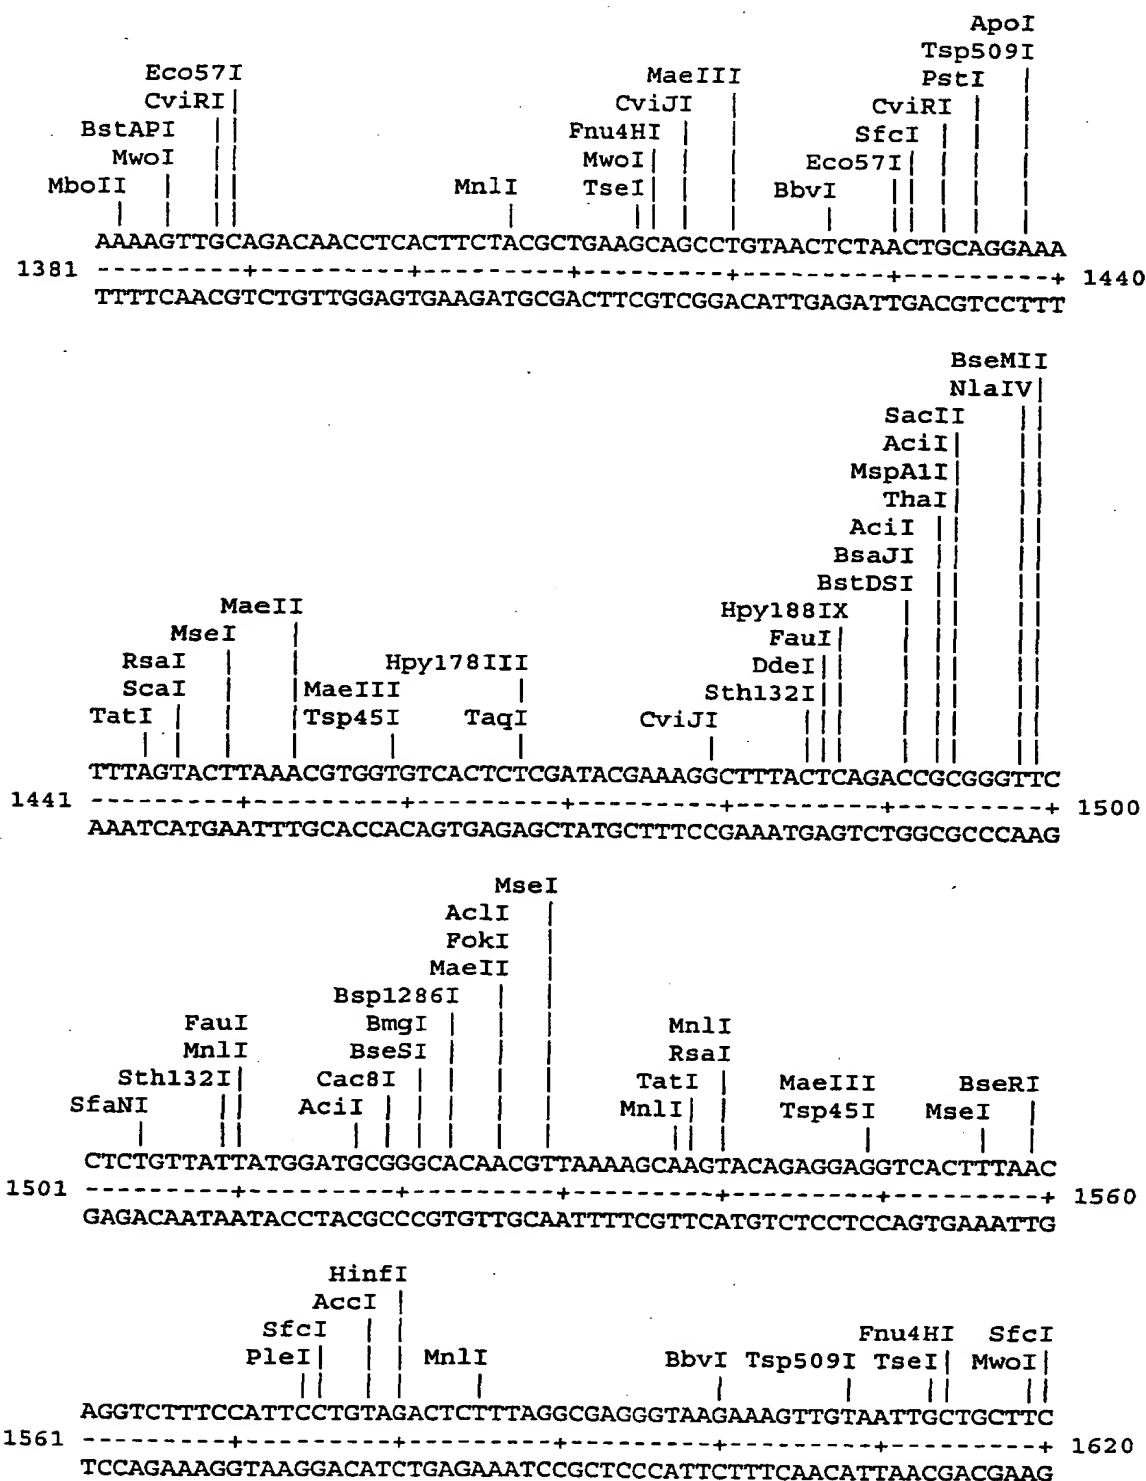 ApoI
Tsp509I
Eco57I MaeIII PstI
CviRI| CviJI CviRI
BstAPI Fnu4HI SfcI
MwoI MwoI| Eco57I|
MboII MnlI TseI| BbvI
AAAAGTTGCAGACAACCTCACTTCTACGCTGAAGCAGCCTGTAACTCTAACTGCAGGAAA
1381 ---------+---------+---------+---------+---------+---------+ 1440
TTTTCAACGTCTGTTGGAGTGAAGATGCGACTTCGTCGGACATTGAGATTGACGTCCTTT
BseMII
NlaIV|
SacII
AciI|
MspA1I
ThaI
AciI
BsaJI
BstDSI
MaeII Hpy188IX
MseI FauI
RsaI Hpy178III DdeI
ScaI MaeIII Sth132I
TatI Tsp45I TaqI CviJI
TTTAGTACTTAAACGTGGTGTCACTCTCGATACGAAAGGCTTTACTCAGACCGCGGGTTC
1441 ---------+---------+---------+---------+---------+---------+ 1500
AAATCATGAATTTGCACCACAGTGAGAGCTATGCTTTCCGAAATGAGTCTGGCGCCCAAG
MseI
AclI
FokI
MaeII
Bsp1286I
FauI BmgI MnlI
MnlI BseSI RsaI
Sth132I| Cac8I TatI MaeIII BseRI
SfaNI AciI MnlI| Tsp45I MseI
CTCTGTTATTATGGATGCGGGCACAACGTTAAAAGCAAGTACAGAGGAGGTCACTTTAAC
1501 ---------+---------+---------+---------+---------+---------+ 1560
GAGACAATAATACCTACGCCCGTGTTGCAATTTTCGTTCATGTCTCCTCCAGTGAAATTG
HinfI
AccI
SfcI Fnu4HI SfcI
PleI| MnlI BbvI Tsp509I TseI| MwoI|
AGGTCTTTCCATTCCTGTAGACTCTTTAGGCGAGGGTAAGAAAGTTGTAATTGCTGCTTC
1561 ---------+---------+---------+---------+---------+---------+ 1620
TCCAGAAAGGTAAGGACATCTGAGAAATCCGCTCCCATTCTTTCAACATTAACGACGAAG